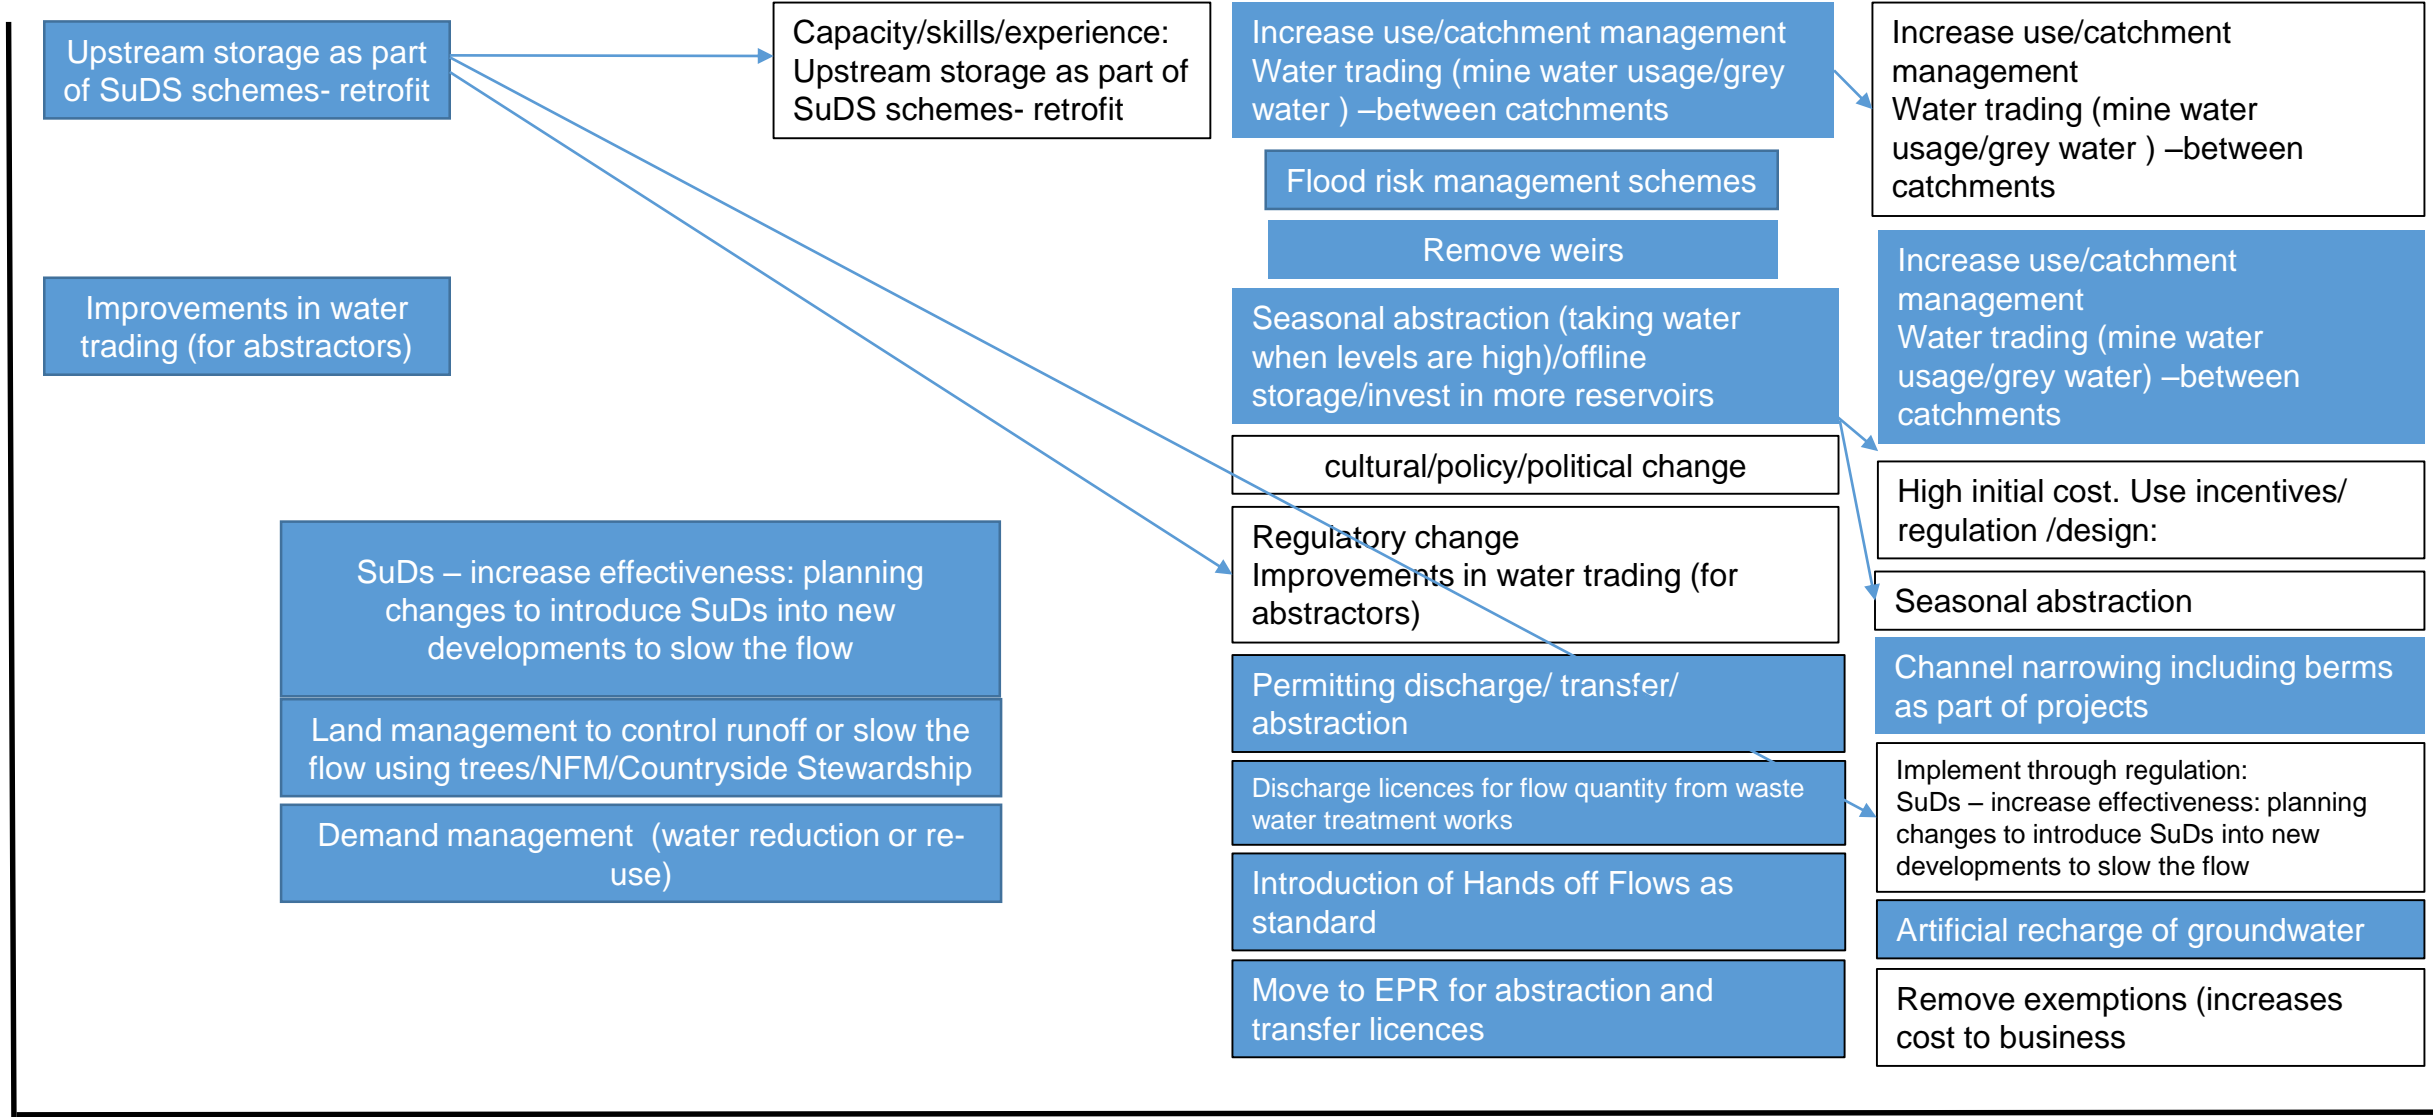 Upstream storage as part
of SuDS schemes- retrofit
Improvements in water
trading (for abstractors)
SuDs – increase effectiveness: planning
changes to introduce SuDs into new
developments to slow the flow
Land management to control runoff or slow the
flow using trees/NFM/Countryside Stewardship
Demand management  (water reduction or re-
use)
Capacity/skills/experience:
Upstream storage as part of
SuDS schemes- retrofit
Increase use/catchment management
Water trading (mine water usage/grey
water ) –between catchments
Flood risk management schemes
Remove weirs
Seasonal abstraction (taking water
when levels are high)/offline
storage/invest in more reservoirs
cultural/policy/political change
Regulatory change
Improvements in water trading (for
abstractors)
Permitting discharge/ transfer/
abstraction
Discharge licences for flow quantity from waste
water treatment works
Introduction of Hands off Flows as
standard
Move to EPR for abstraction and
transfer licences
Increase use/catchment
management
Water trading (mine water
usage/grey water ) –between
catchments
Increase use/catchment
management
Water trading (mine water
usage/grey water) –between
catchments
High initial cost. Use incentives/
regulation /design:
Seasonal abstraction
Channel narrowing including berms
as part of projects
Implement through regulation:
SuDs – increase effectiveness: planning
changes to introduce SuDs into new
developments to slow the flow
Artificial recharge of groundwater
Remove exemptions (increases
cost to business